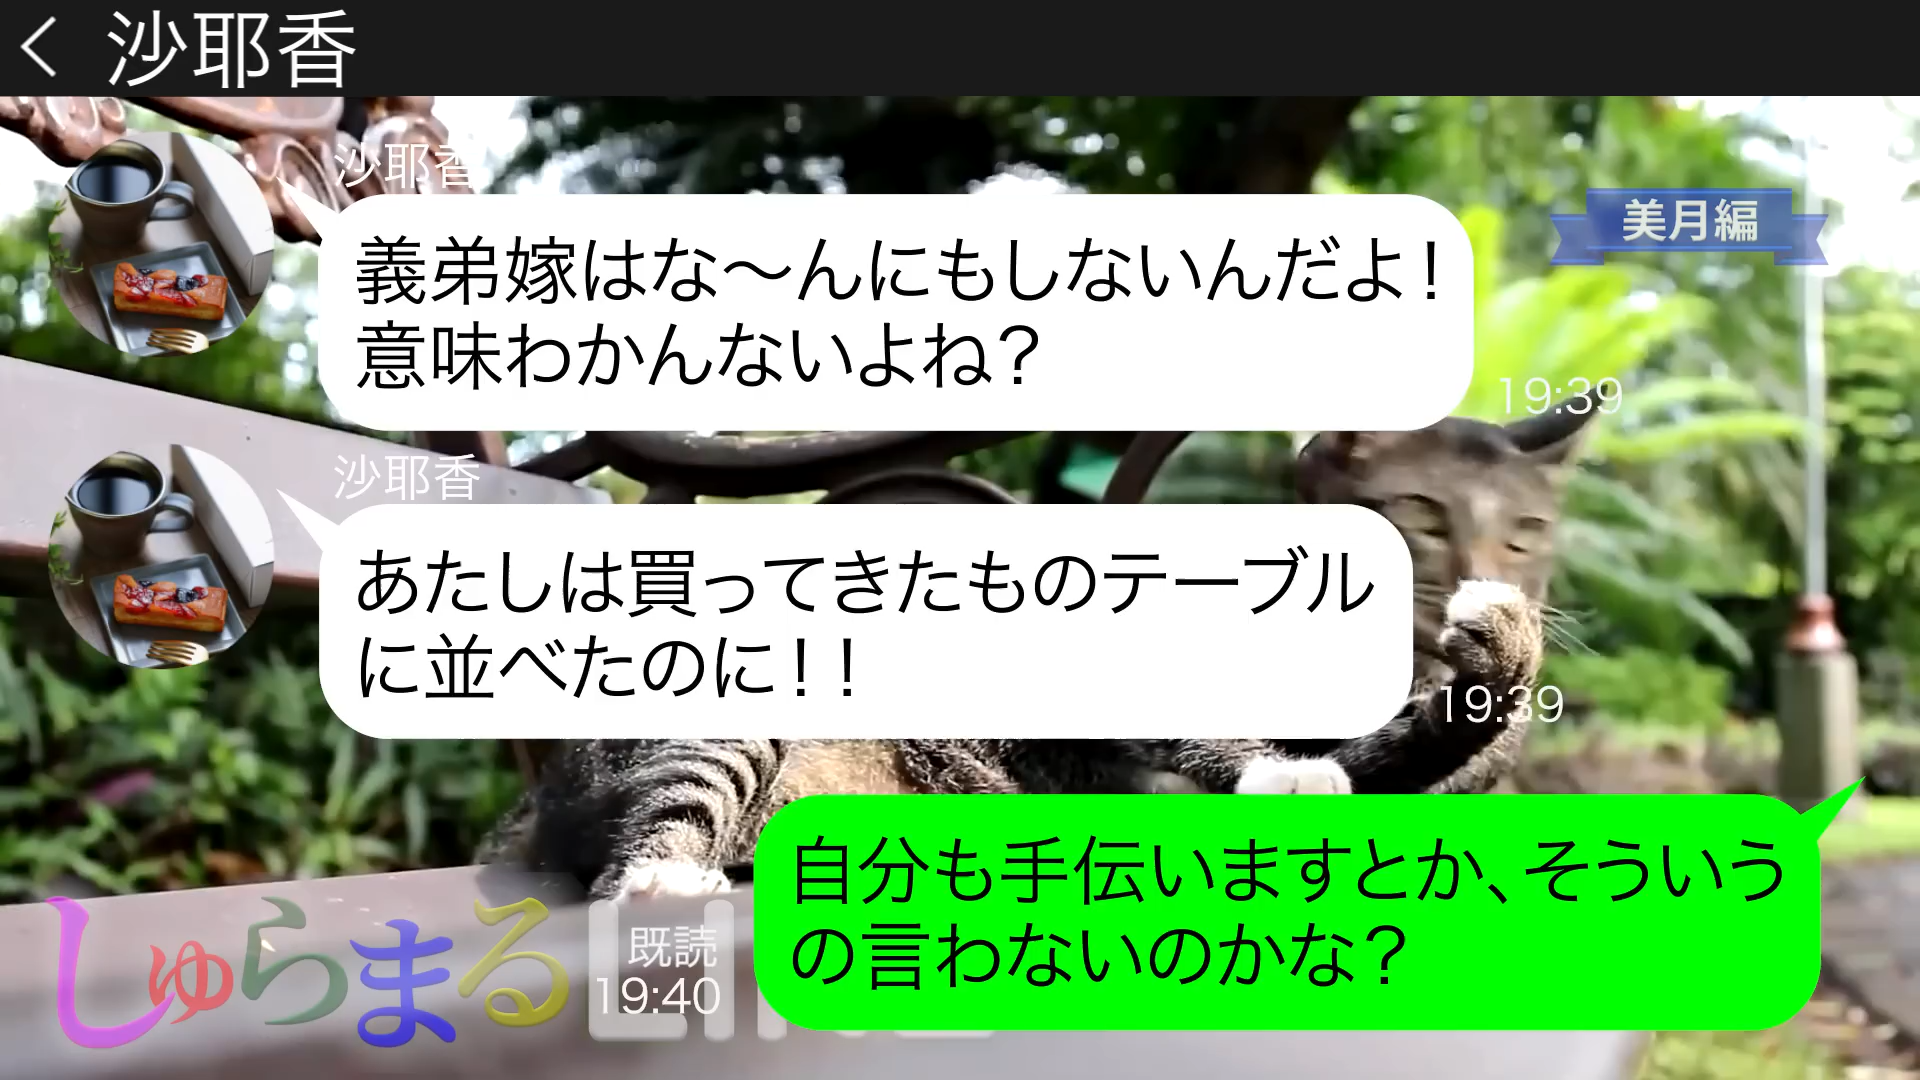 沙耶香
沙耶香
美月編
義弟嫁はな〜んにもしないんだよ！
意味わかんないよね？
19:39
沙耶香
あたしは買ってきたものテーブル
に並べたのに！！
19:39
自分も手伝いますとか、そういう
の言わないのかな？
既読
19:40
しゅらまる